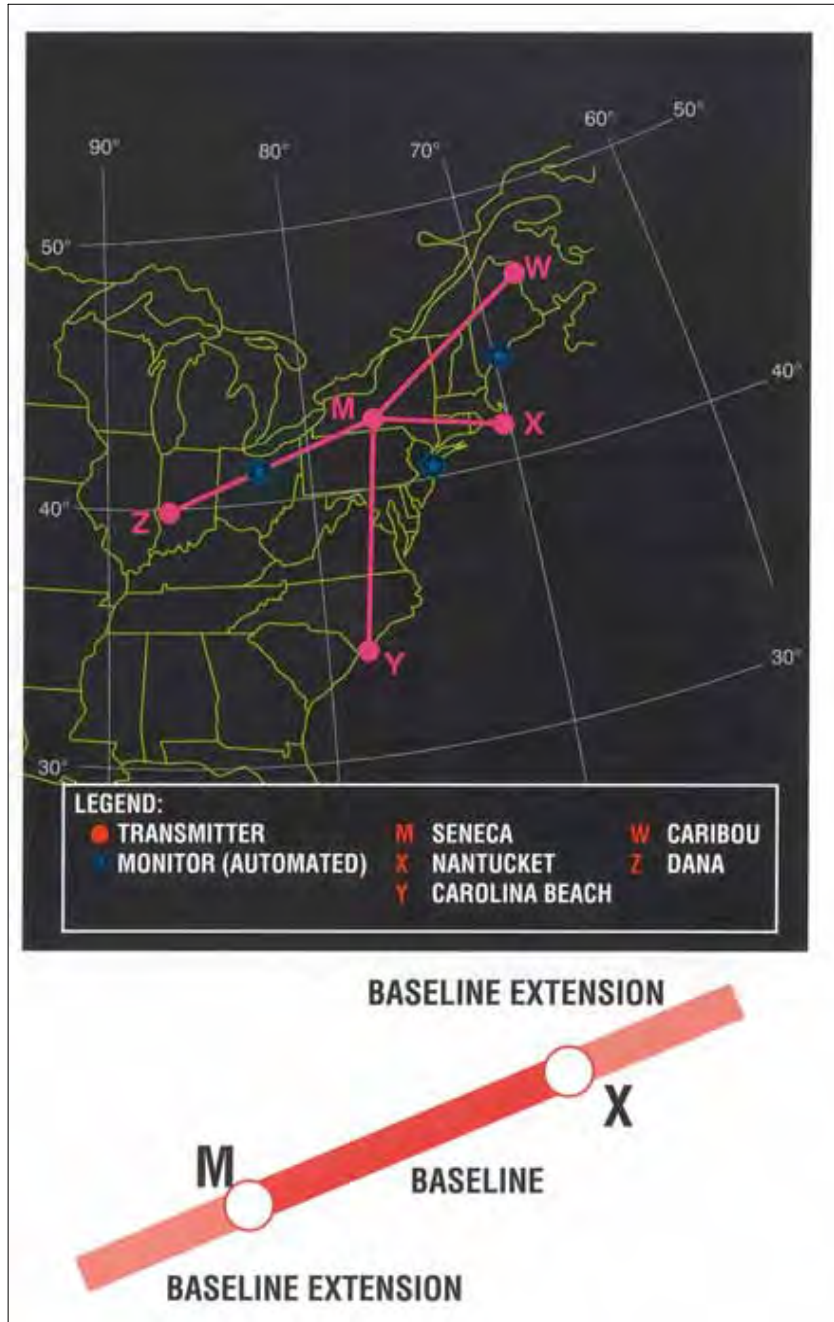 60°
50°
90°
80°
70°
50°
W
40°
M
X
Z
40°
Y
30°
30°
LEGEND:
TRANSMITTER
MONITOR (AUTOMATED)
M SENECA
X NANTUCKET
Y CAROLINA BEACH
W CARIBOU
Z DANA
BASELINE EXTENSION
X
M
BASELINE
BASELINE EXTENSION